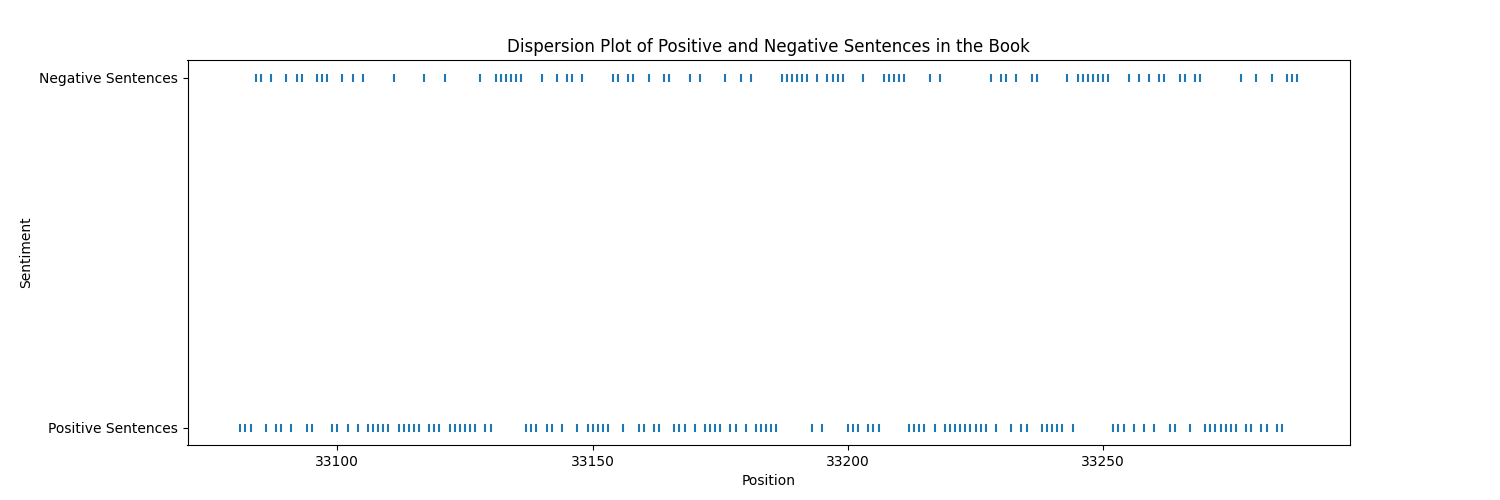 Dispersion Plot of Positive and Negative Sentences in the Book
Negative Sentences
Sentiment
Positive Sentences
33100 33150 33200 33250
Position